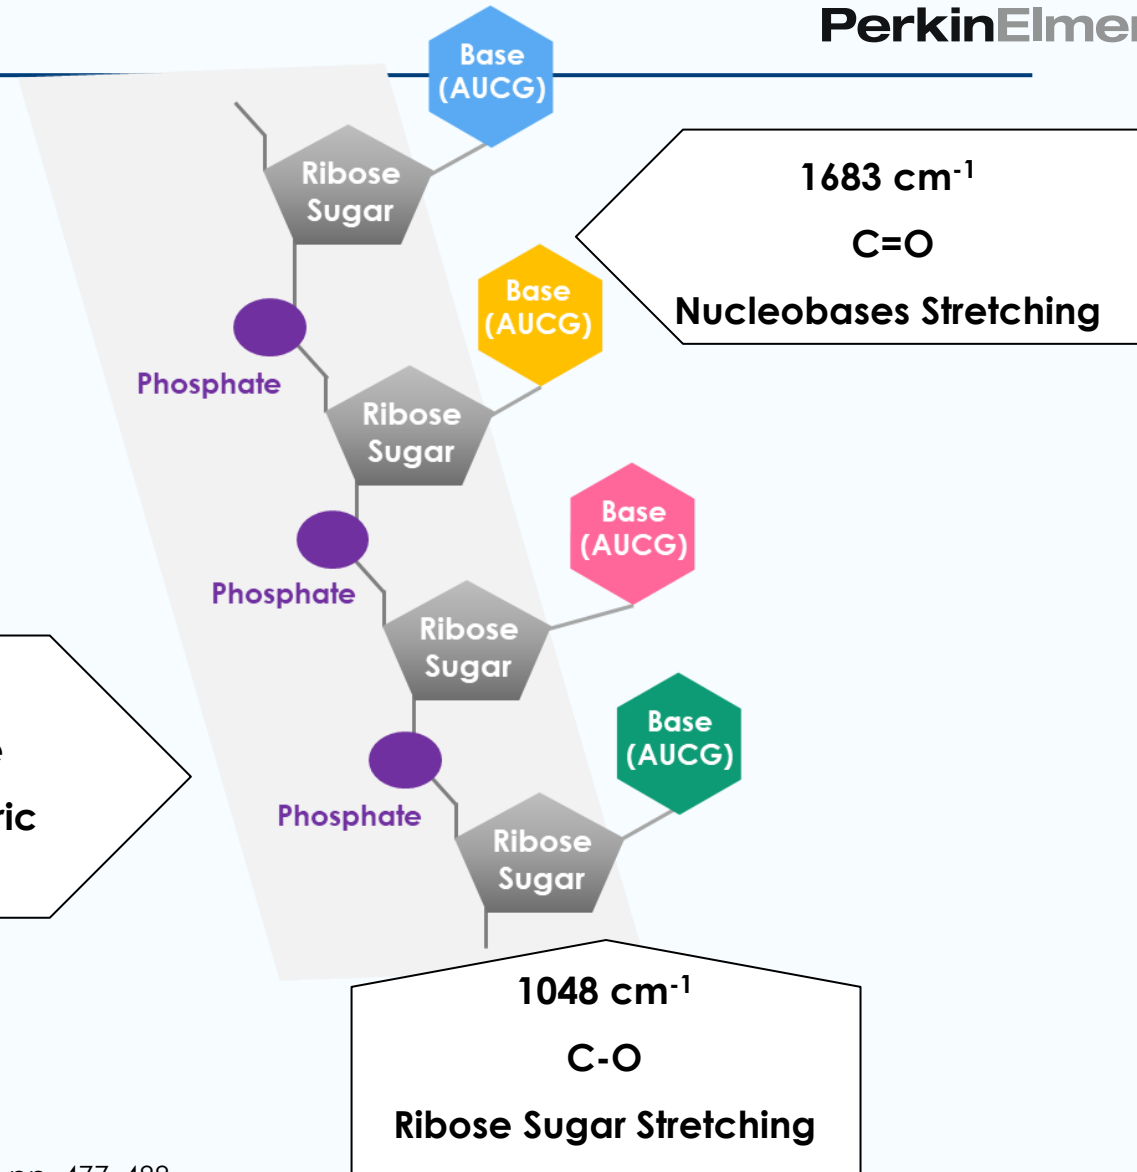 PerkinElmer
Base
(AUCG)
Ribose
Sugar
1683 cm-1
C=O
Nucleobases Stretching
Base
(AUCG)
Phosphate
Ribose
Sugar
Base
(AUCG)
Phosphate
Ribose
Sugar
Base
(AUCG)
ric
Phosphate
Ribose
Sugar
1048 cm-1
C-O
Ribose Sugar Stretching